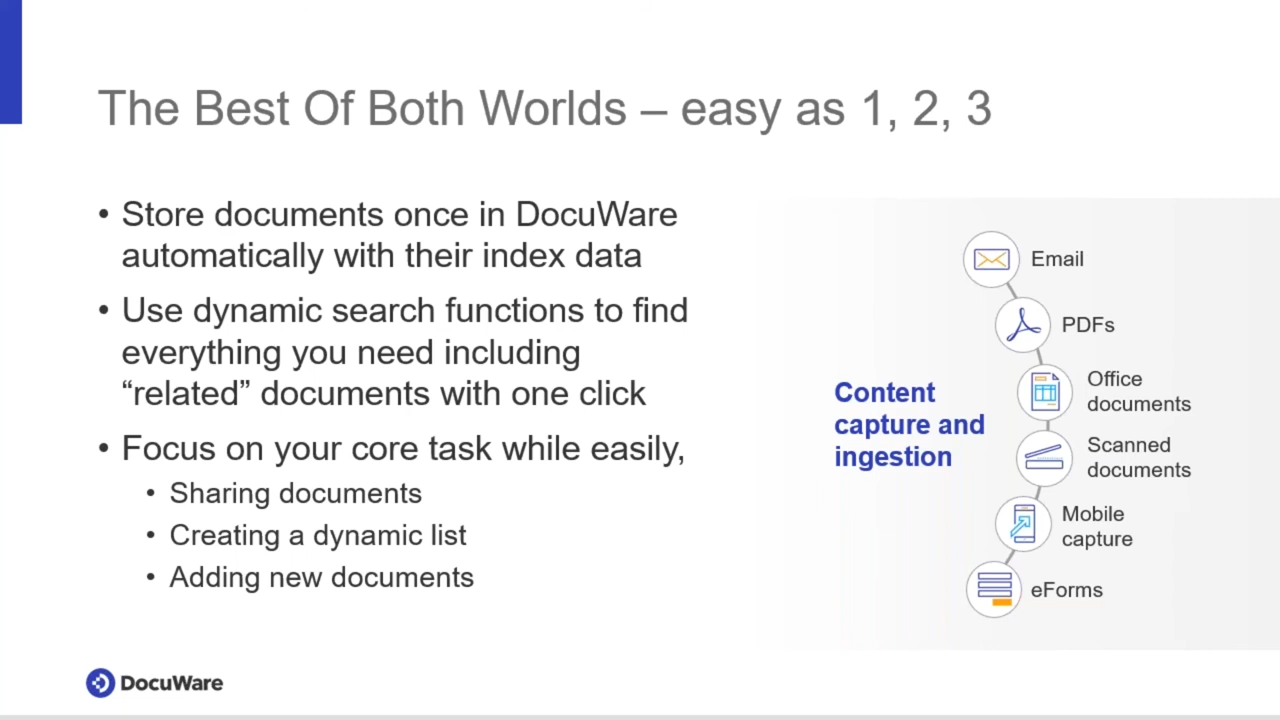 The Best Of Both Worlds – easy as 1, 2, 3
• Store documents once in DocuWare
automatically with their index data
• Use dynamic search functions to find
everything you need including
“related” documents with one click
• Focus on your core task while easily,
• Sharing documents
• Creating a dynamic list
• Adding new documents
Content
capture and
ingestion
Email
PDFs
Office
documents
Scanned
documents
Mobile
capture
eForms
DocuWare